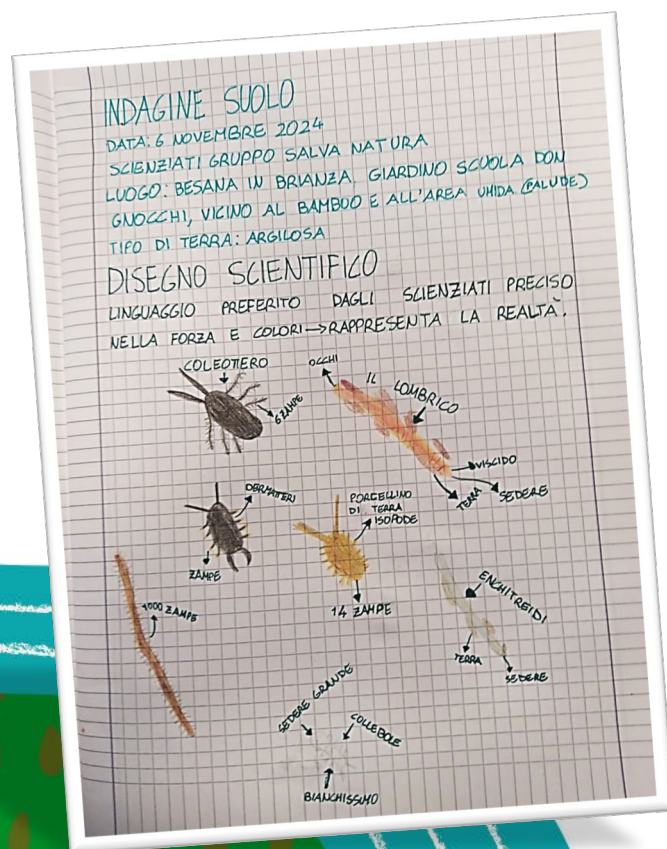 INDAGINE SUOLO
DATA: 6 NOVEMBRE 2024
SCIENZIATI GRUPPO SALVA NATURA
LUOGO: BESANA IN BRIANZA, GIARDINO SCUOLA DON
GNOCCHI, VICINO AL BAMBUO E ALL'AREA UMIDA (PALUDE)
TIPO DI TERRA: ARGILOSA
DISEGNO SCIENTIFICO
LINGUAGGIO PREFERITO DAGLI SCIENZIATI PRECISO
NELLA FORZA E COLORI → RAPPRESENTA LA REALTÀ.
COLEOTTERO
6 ZAMPE
OCCHI
IL LOMBRICO
VISCIDO
TERRA
SEDERE
DERMATTERI
ZAMPE
PORCELLINO
DI TERRA
ISOPODE
14 ZAMPE
1000 ZAMPE
ENCHITREIDI
TERRA
SEDERE
SEDERE GRANDE
COLLEBOLE
BIANCHISSIMO